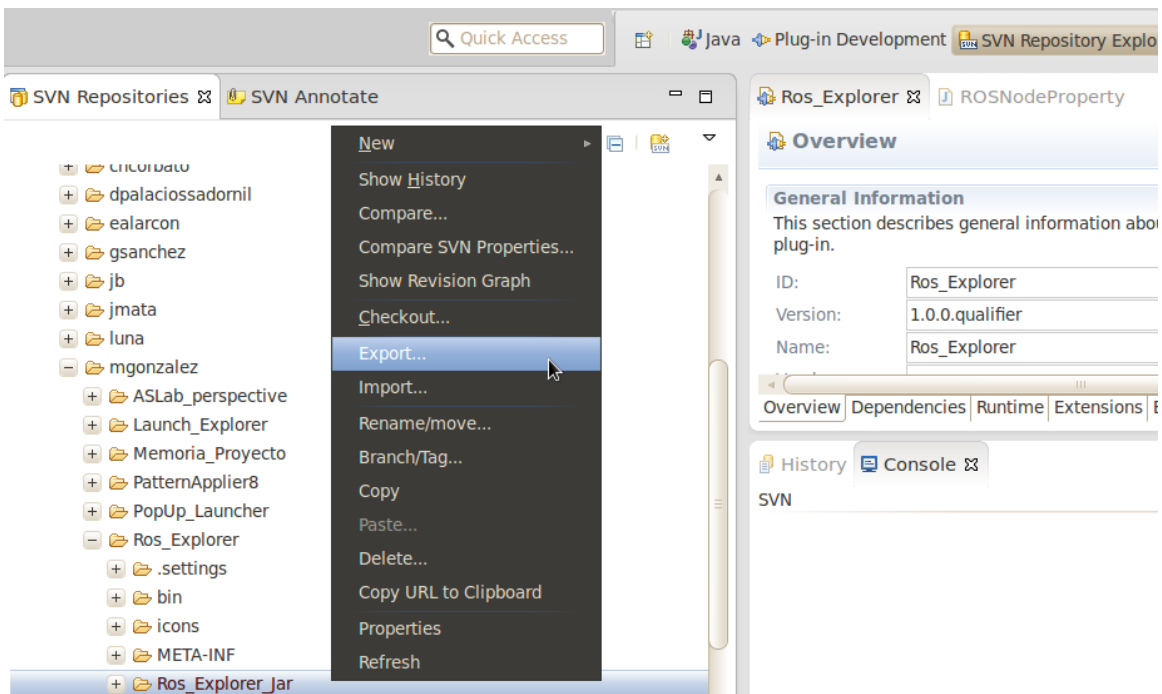 Quick Access
Java Plug-in Development SVN Repository Explo
SVN Repositories SVN Annotate
chcorbato
dpalaciossadornil
ealarcon
gsanchez
jb
jmata
luna
mgonzalez
ASLab_perspective
Launch_Explorer
Memoria_Proyecto
PatternApplier8
PopUp_Launcher
Ros_Explorer
.settings
bin
icons
META-INF
Ros_Explorer_Jar
New
Show History
Compare...
Compare SVN Properties...
Show Revision Graph
Checkout...
Export...
Import...
Rename/move...
Branch/Tag...
Copy
Paste...
Delete...
Copy URL to Clipboard
Properties
Refresh
Ros_Explorer ROSNodeProperty
Overview
General Information
This section describes general information abou
plug-in.
ID: Ros_Explorer
Version: 1.0.0.qualifier
Name: Ros_Explorer
Overview Dependencies Runtime Extensions E
History Console
SVN